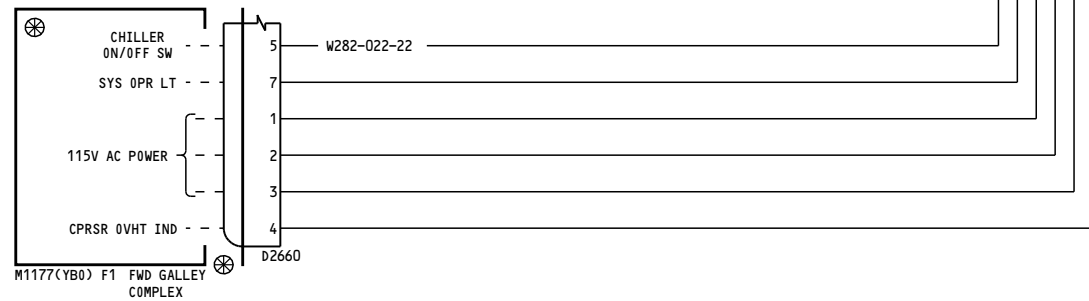 CHILLER
ON/OFF SW
5
W282-022-22
SYS OPR LT
7
1
115V AC POWER
2
3
CPRSR OVHT IND
4
D2660
M1177(YB0) F1 FWD GALLEY
COMPLEX